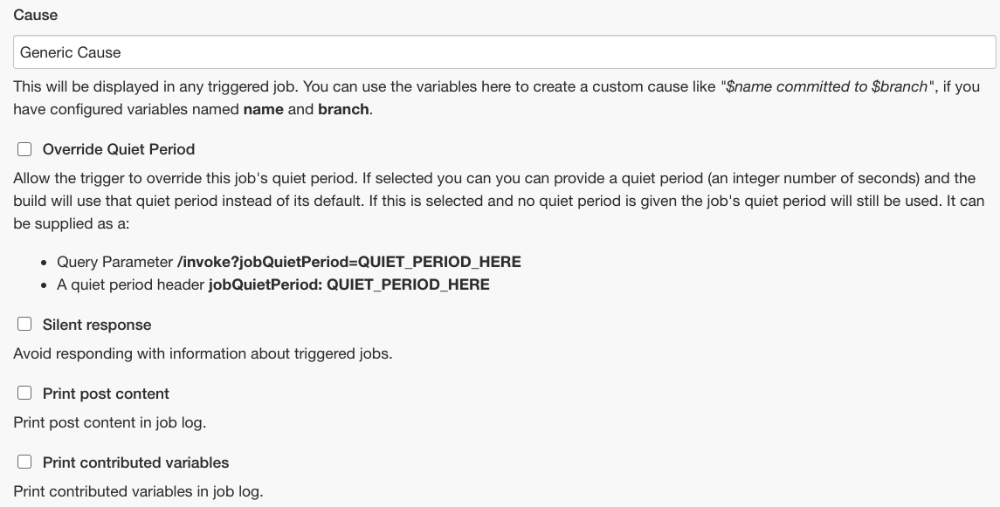 Cause
Generic Cause
This will be displayed in any triggered job. You can use the variables here to create a custom cause like "$name committed to $branch", if you
have configured variables named name and branch.
Override Quiet Period
Allow the trigger to override this job's quiet period. If selected you can you can provide a quiet period (an integer number of seconds) and the
build will use that quiet period instead of its default. If this is selected and no quiet period is given the job's quiet period will still be used. It can
be supplied as a:
• Query Parameter /invoke?jobQuietPeriod=QUIET_PERIOD_HERE
• A quiet period header jobQuietPeriod: QUIET_PERIOD_HERE
Silent response
Avoid responding with information about triggered jobs.
Print post content
Print post content in job log.
Print contributed variables
Print contributed variables in job log.